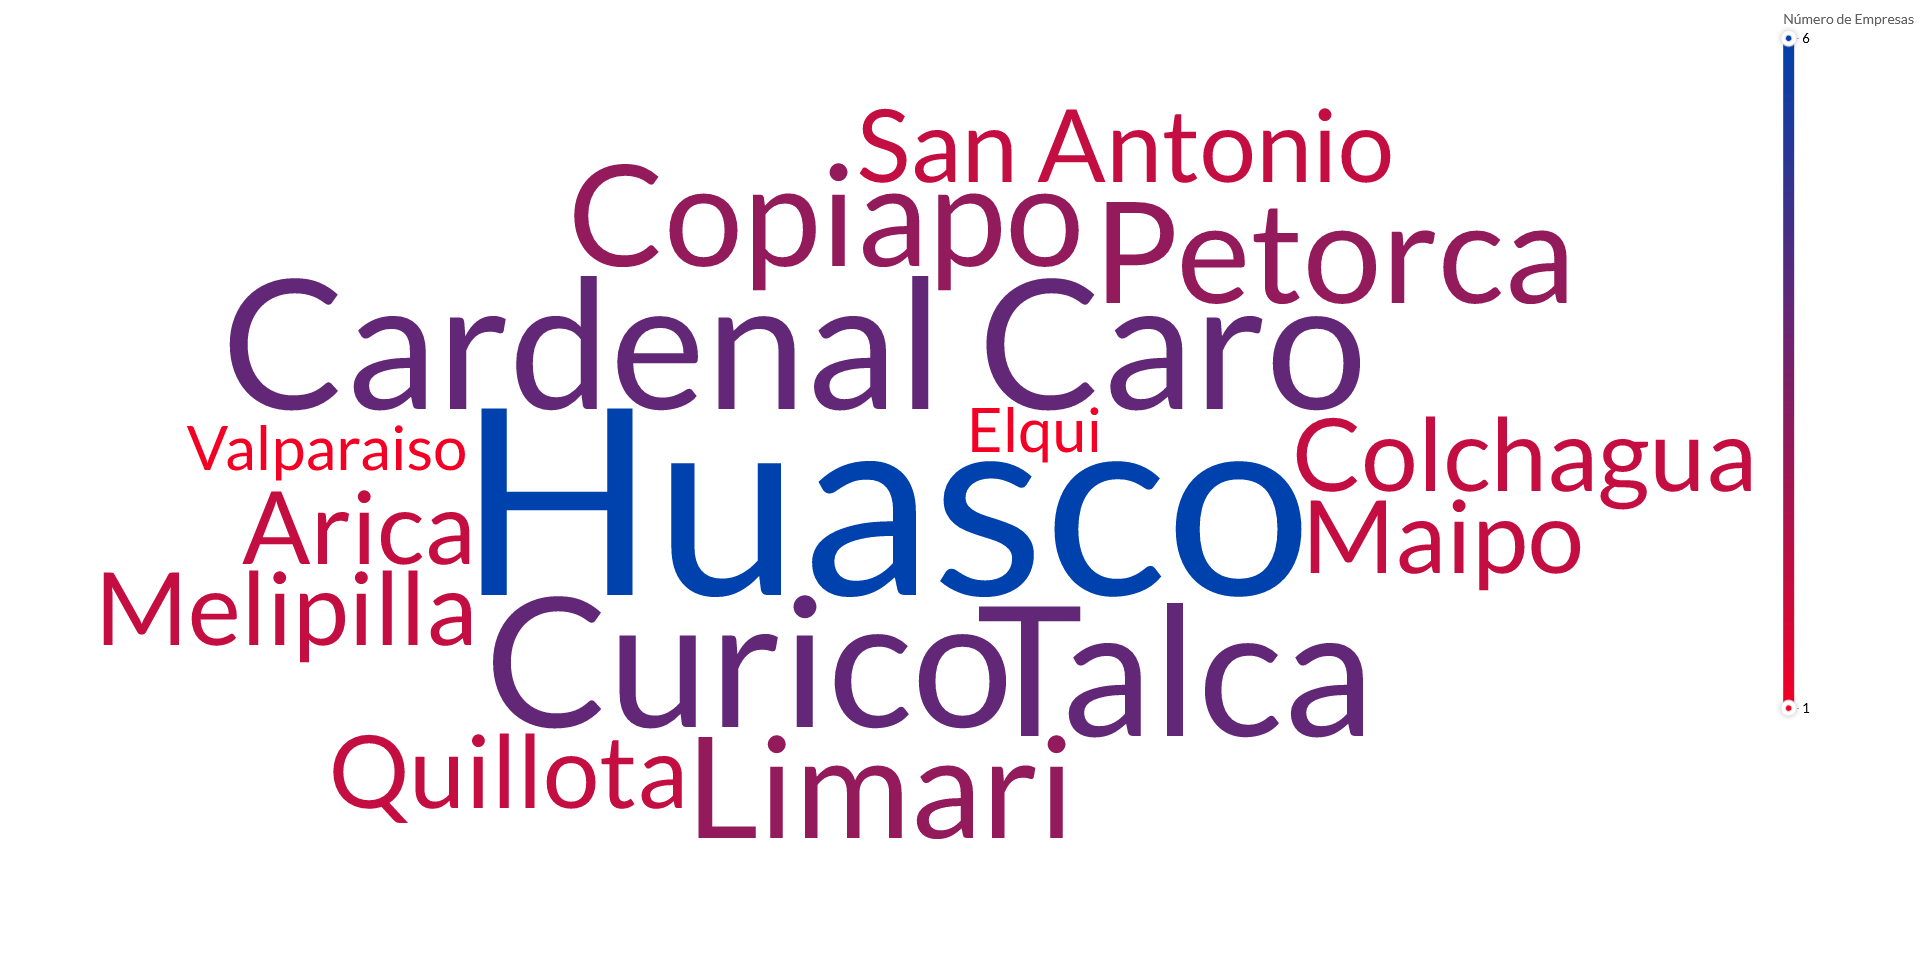 Número de Empresas
6
San Antonio
Copiapo
Petorca
Cardenal Caro
Valparaiso
Elqui
Colchagua
Arica
Huasco
Maipo
Melipilla
Curico
Talca
1
Quillota
Limari